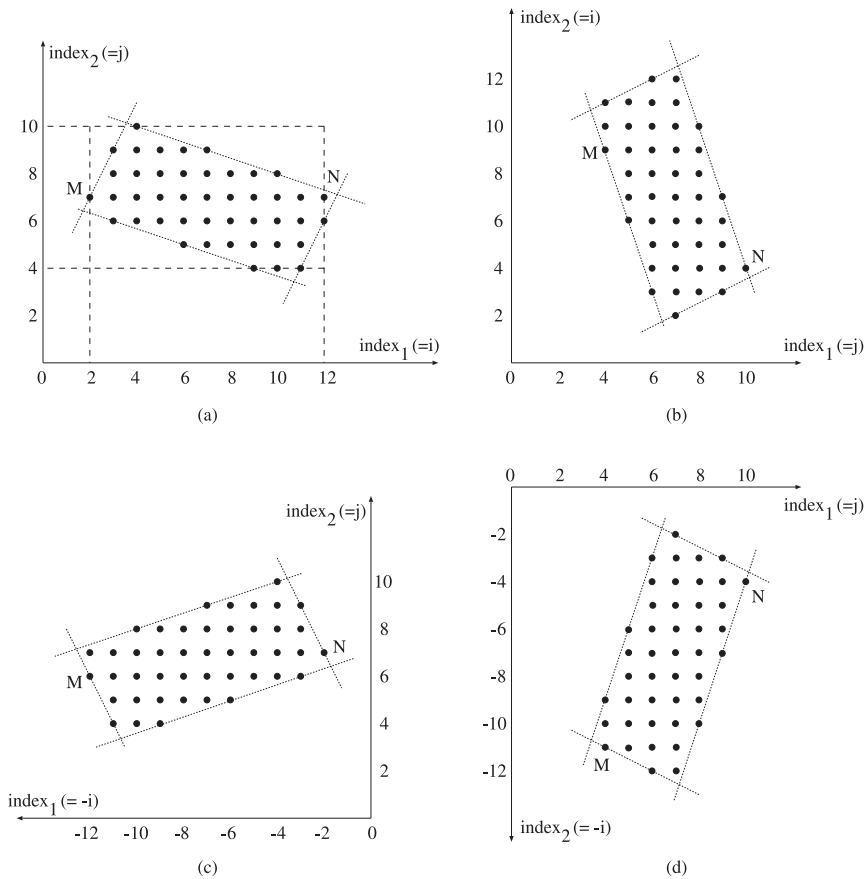 index2 (=j)
10
8
6
4
2
M
N
index1 (=i)
0 2 4 6 8 10 12
(a)
index2 (=i)
12
10
8
6
4
2
M
N
index1 (=j)
0 2 4 6 8 10
(b)
index2 (=j)
10
8
6
4
2
M
N
index1 (= -i)
-12 -10 -8 -6 -4 -2 0
(c)
0 2 4 6 8 10
index1 (=j)
-2
-4
-6
-8
-10
-12
N
M
index2 (= -i)
(d)